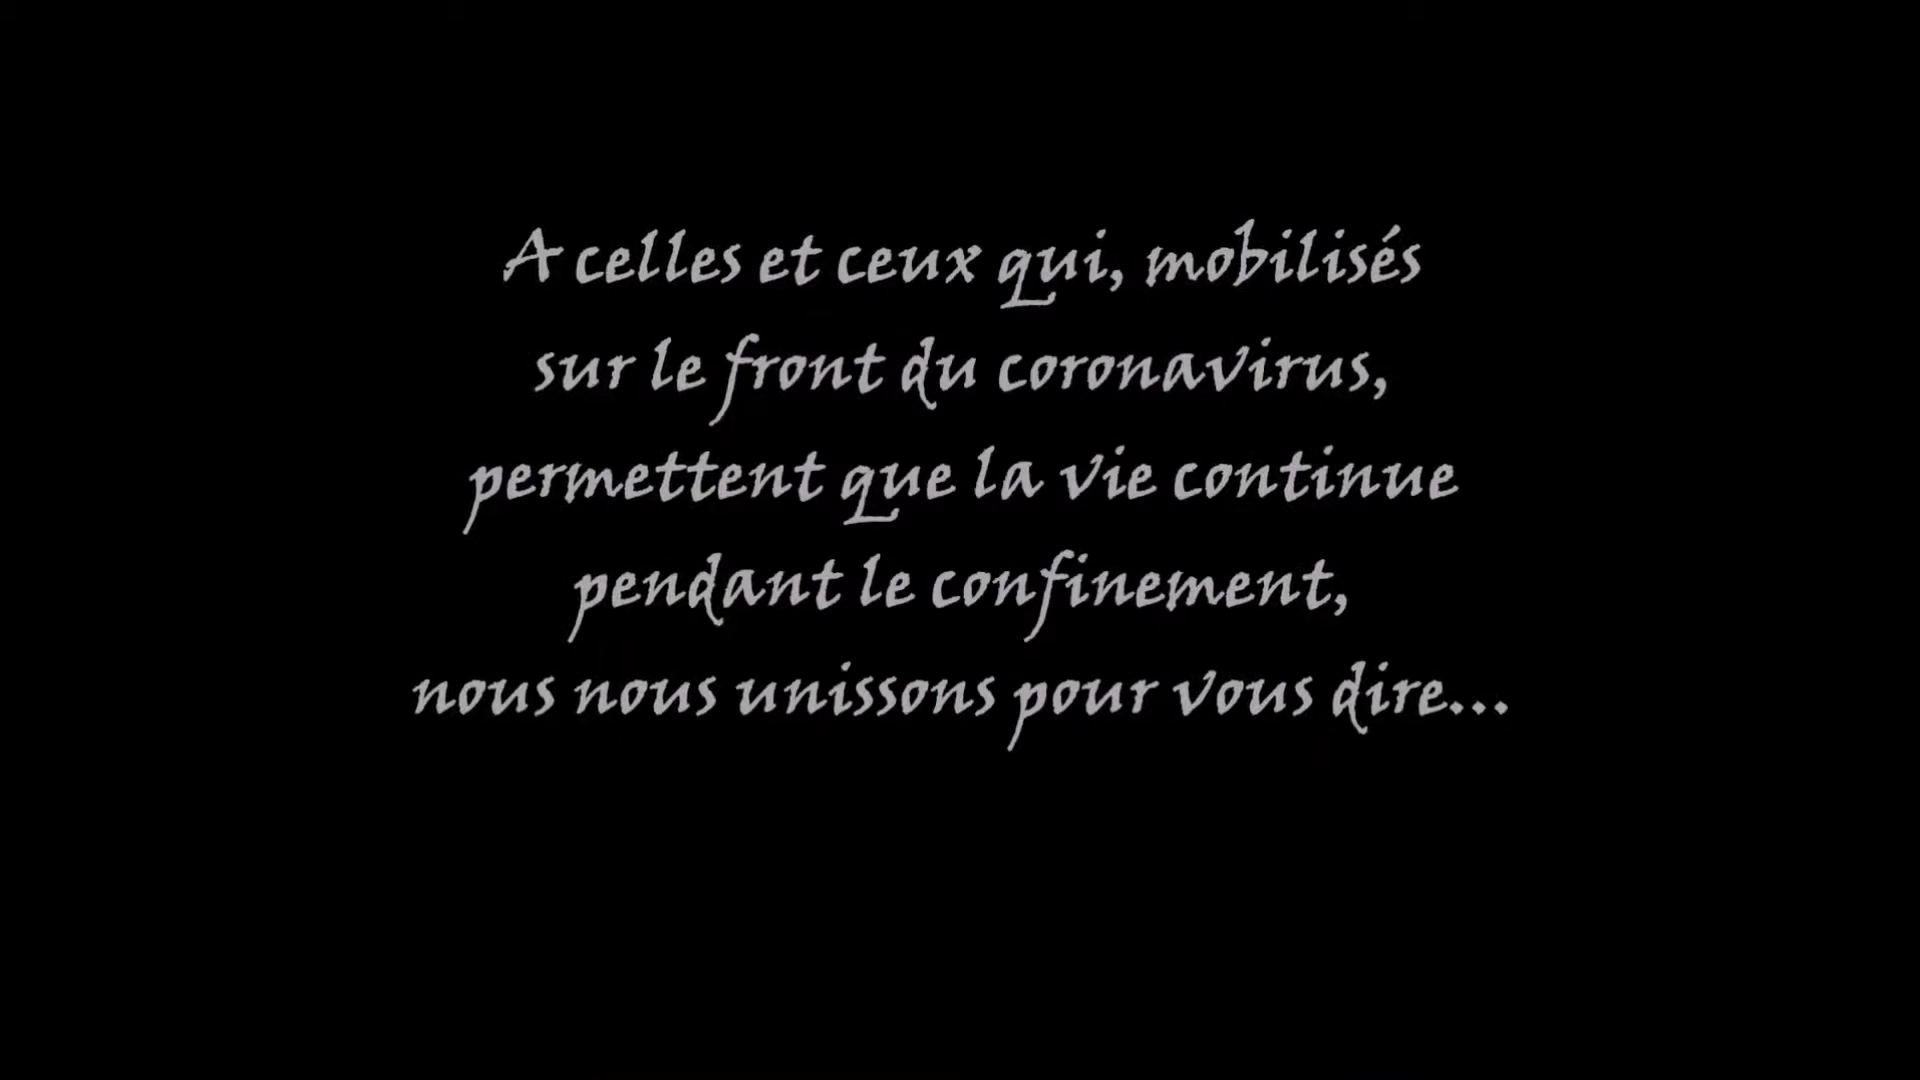 A celles et ceux qui, mobilisés
sur le front du coronavirus,
permettent que la vie continue
pendant le confinement,
nous nous unissons pour vous dire...